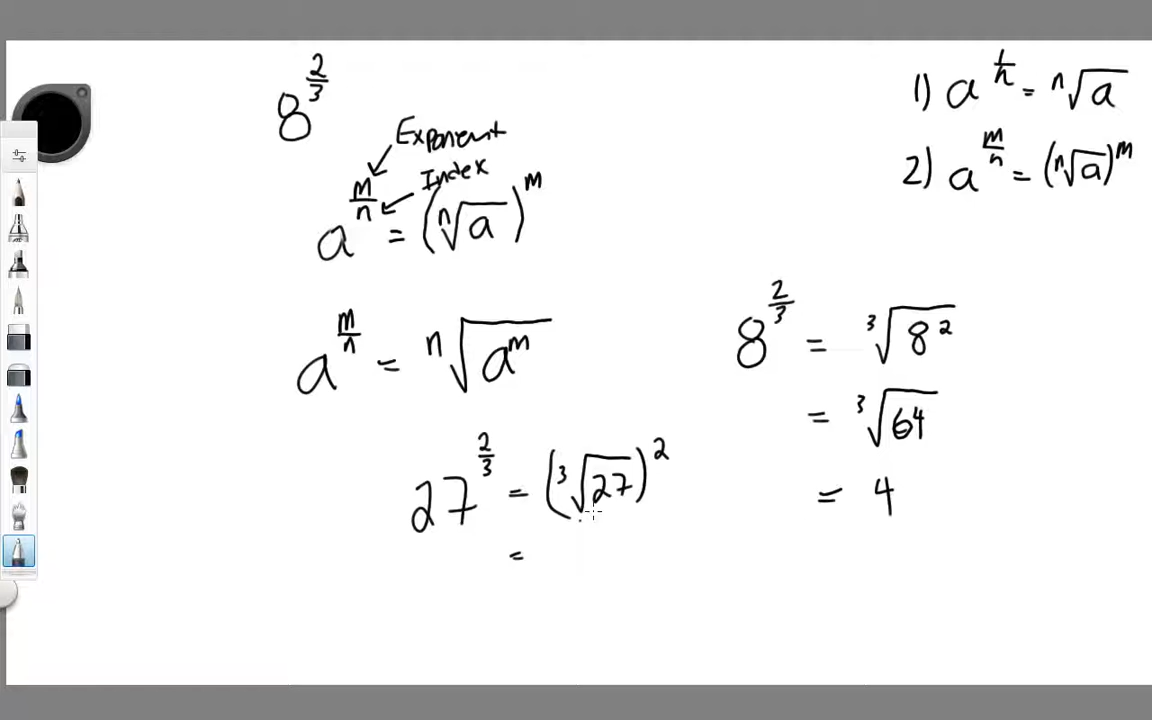 8^{2/3}
Exponent
Index
a^{m/n} = (ⁿ√a)^m
a^{m/n} = ⁿ√(a^m)
27^{2/3} = (³√27)²
=
1) a^{1/n} = ⁿ√a
2) a^{m/n} = (ⁿ√a)^m
8^{2/3} = ³√(8²)
= ³√64
= 4